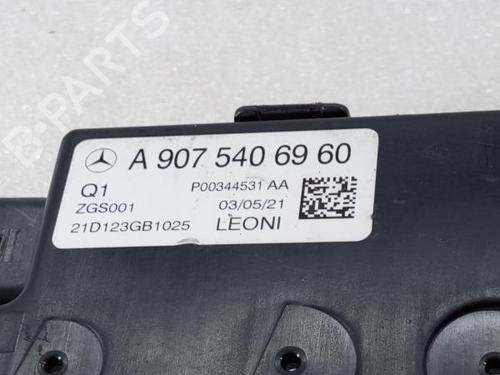 B-PARTS
A 907 540 69 60
Q1
P00344531 AA
ZGS001
03/05/21
21D123GB1025
LEONI